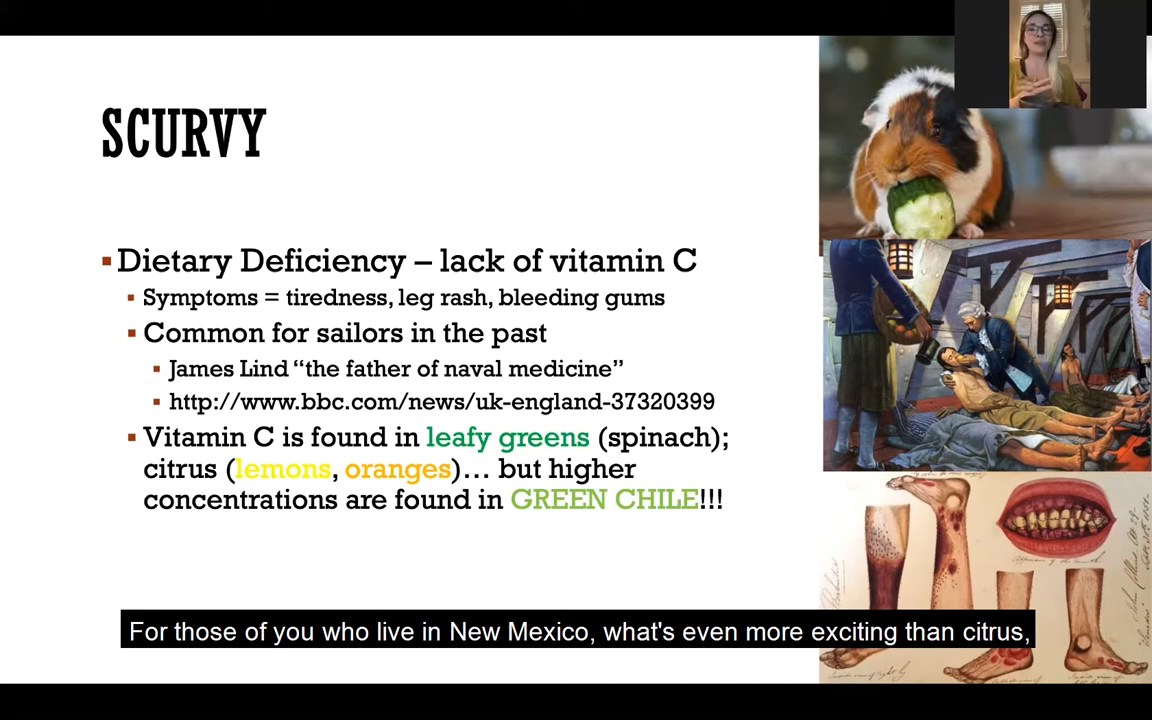 SCURVY
▪ Dietary Deficiency – lack of vitamin C
▪ Symptoms = tiredness, leg rash, bleeding gums
▪ Common for sailors in the past
▪ James Lind “the father of naval medicine”
▪ http://www.bbc.com/news/uk-england-37320399
▪ Vitamin C is found in leafy greens (spinach);
citrus (lemons, oranges)… but higher
concentrations are found in GREEN CHILE!!!
For those of you who live in New Mexico, what's even more exciting than citrus,